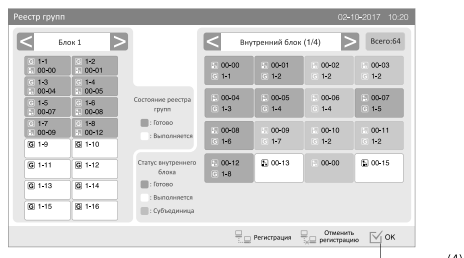 Реестр групп 02-10-2017 10:20
Блок 1
Внутренний блок (1/4)
Всего:64
G 1-1 G 1-2
00-00 00-01
G 1-3 G 1-4
00-04 00-05
G 1-5 G 1-6
00-07 00-08
G 1-7 G 1-8
00-09 00-12
G 1-9 G 1-10
G 1-11 G 1-12
G 1-13 G 1-14
G 1-15 G 1-16
Состояние реестра
групп
: Готово
: Выполняется
Статус внутреннего
блока
: Готово
: Выполняется
: Субъединица
00-00 00-01 00-02 00-03
G 1-1 G 1-2 G 1-2 G 1-2
00-04 00-05 00-06 00-07
G 1-3 G 1-4 G 1-4 G 1-5
00-08 00-09 00-10 00-11
G 1-6 G 1-7 G 1-2 G 1-2
00-12 00-13 00-00 00-15
G 1-8
Регистрация
Отменить
регистрацию
OK
(4)